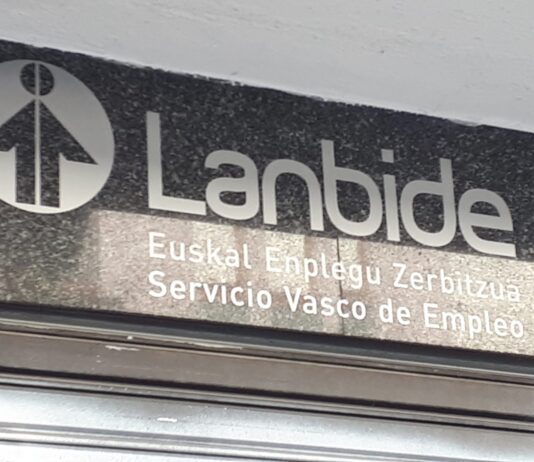 Lanbide
Euskal Enplegu Zerbitzua
Servicio Vasco de Empleo